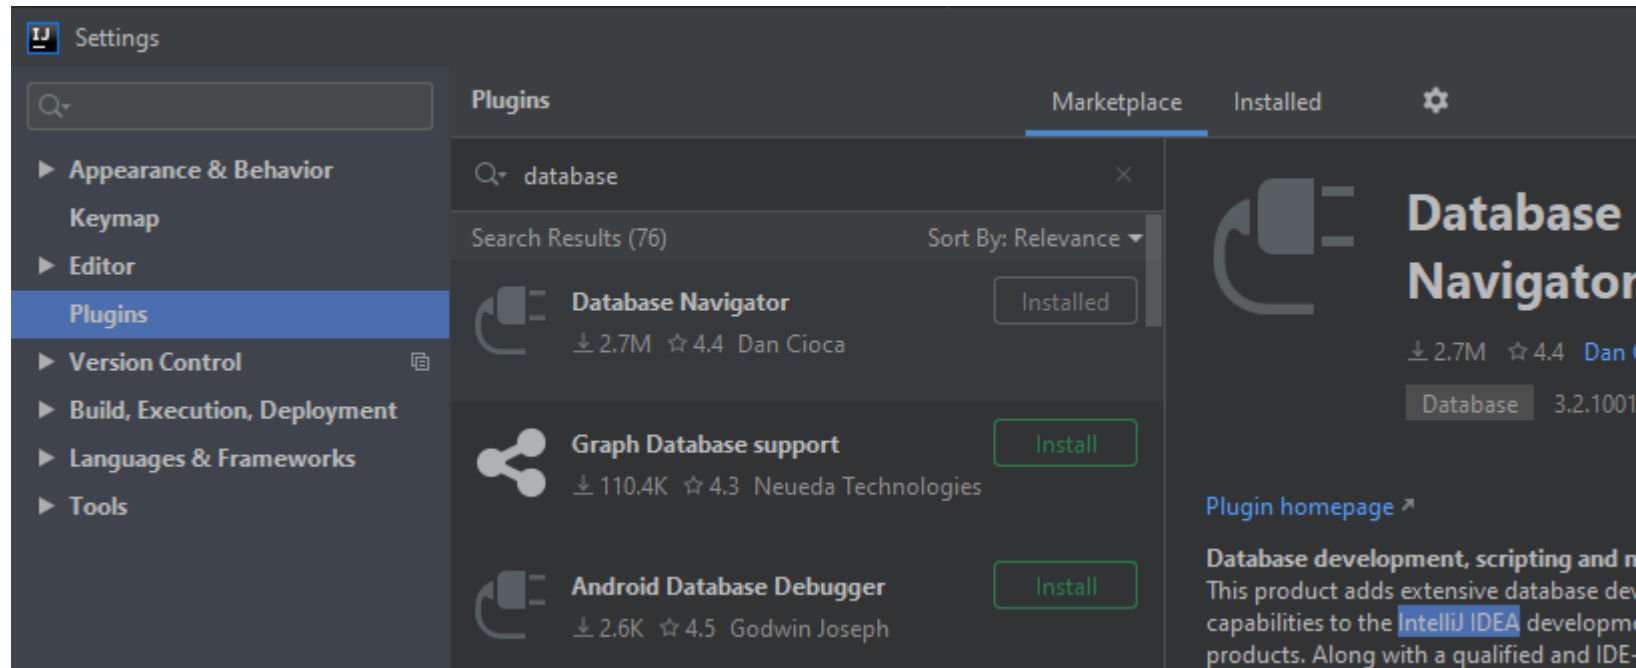 IJ
Settings
Appearance & Behavior
Keymap
Editor
Plugins
Version Control
Build, Execution, Deployment
Languages & Frameworks
Tools
Plugins
Marketplace
Installed
database
Search Results (76)
Sort By: Relevance
Database Navigator
Installed
2.7M 4.4 Dan Cioca
Graph Database support
Install
110.4K 4.3 Neueda Technologies
Android Database Debugger
Install
2.6K 4.5 Godwin Joseph
Database
Navigator
2.7M 4.4 Dan
Database 3.2.1001
Plugin homepage
Database development, scripting and
This product adds extensive database dev
capabilities to the IntelliJ IDEA developme
products. Along with a qualified and IDE-